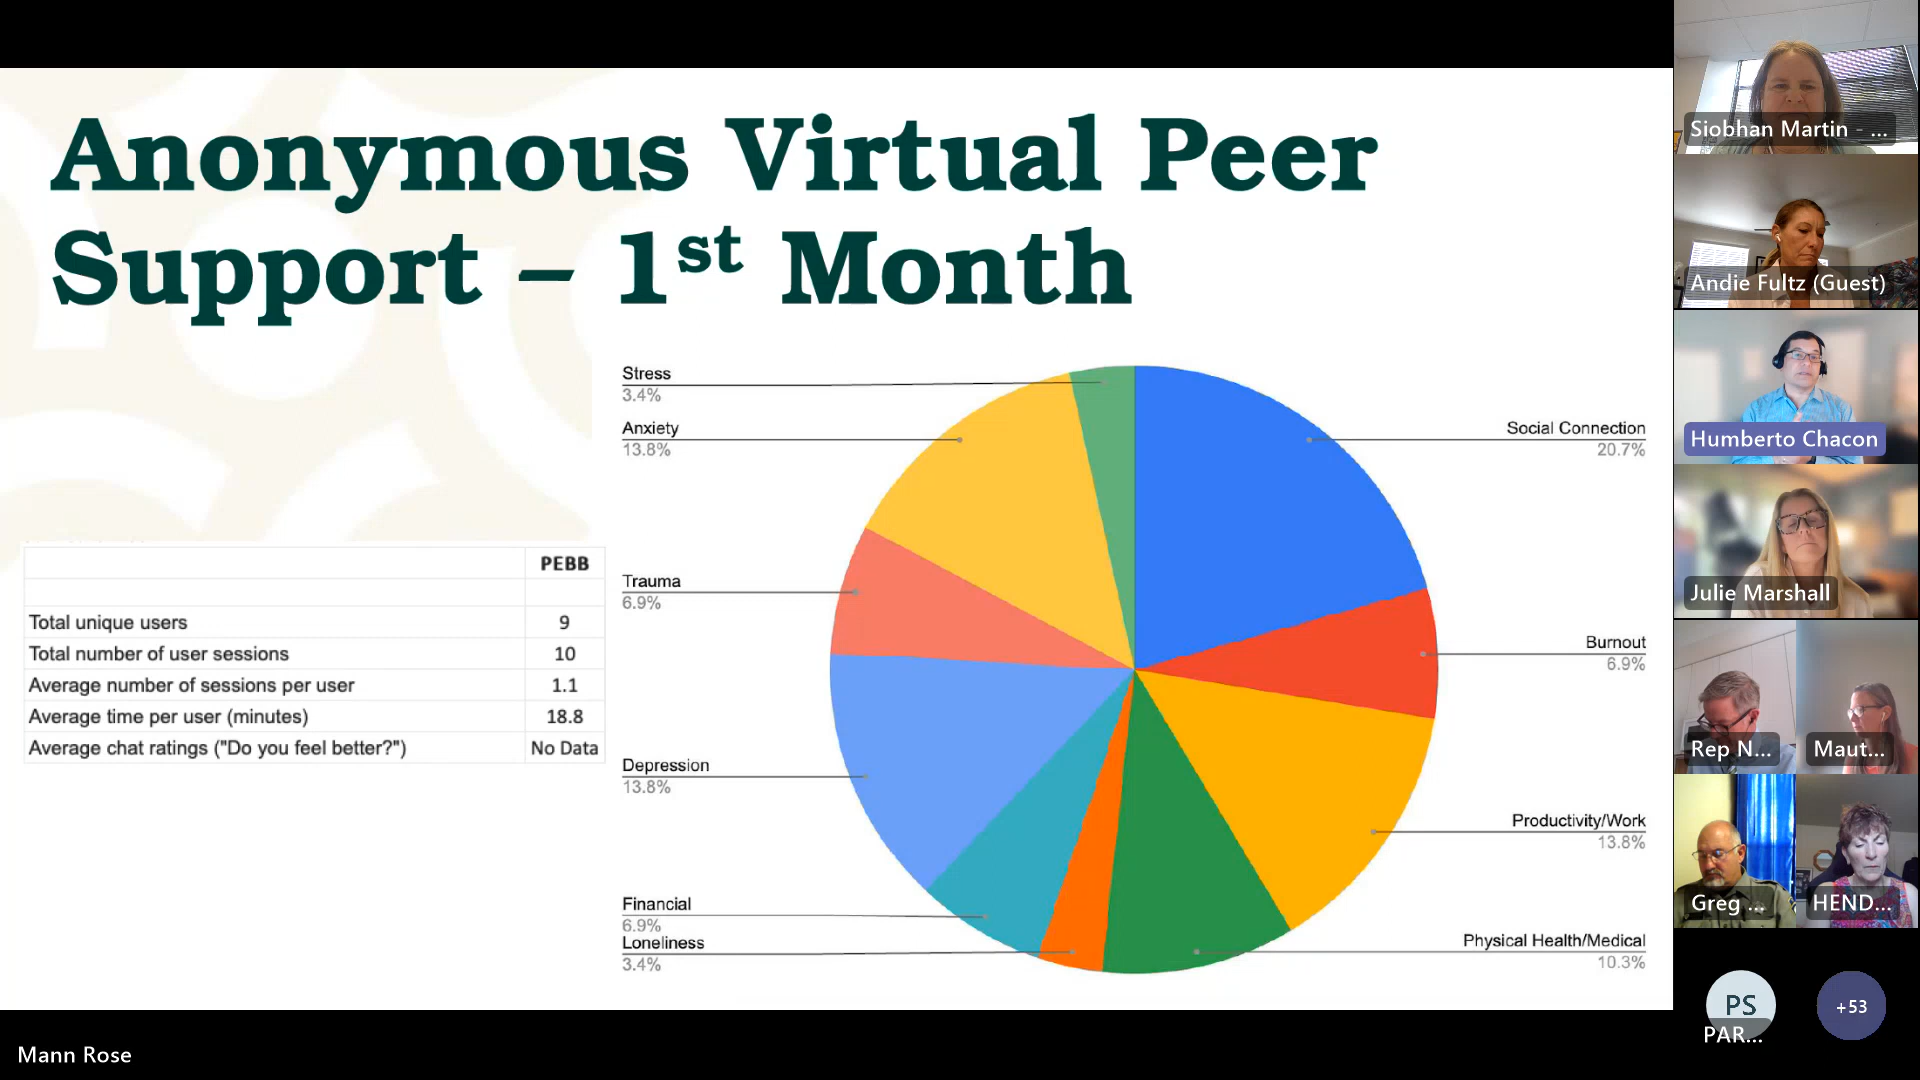 Anonymous Virtual Peer
Support – 1st Month
PEBB
Total unique users 9
Total number of user sessions 10
Average number of sessions per user 1.1
Average time per user (minutes) 18.8
Average chat ratings ("Do you feel better?") No Data
Stress
3.4%
Anxiety
13.8%
Trauma
6.9%
Depression
13.8%
Financial
6.9%
Loneliness
3.4%
Social Connection
20.7%
Burnout
6.9%
Productivity/Work
13.8%
Physical Health/Medical
10.3%
Siobhan Martin - ...
Andie Fultz (Guest)
Humberto Chacon
Julie Marshall
Rep N...
Maut...
Greg ...
HEND...
PS
PAR...
+53
Mann Rose